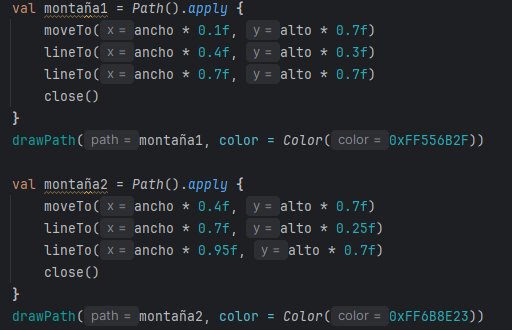 val montaña1 = Path().apply {
moveTo( x = ancho * 0.1f, y = alto * 0.7f)
lineTo( x = ancho * 0.4f, y = alto * 0.3f)
lineTo( x = ancho * 0.7f, y = alto * 0.7f)
close()
}
drawPath( path = montaña1, color = Color( color = 0xFF556B2F))
val montaña2 = Path().apply {
moveTo( x = ancho * 0.4f, y = alto * 0.7f)
lineTo( x = ancho * 0.7f, y = alto * 0.25f)
lineTo( x = ancho * 0.95f, y = alto * 0.7f)
close()
}
drawPath( path = montaña2, color = Color( color = 0xFF6B8E23))